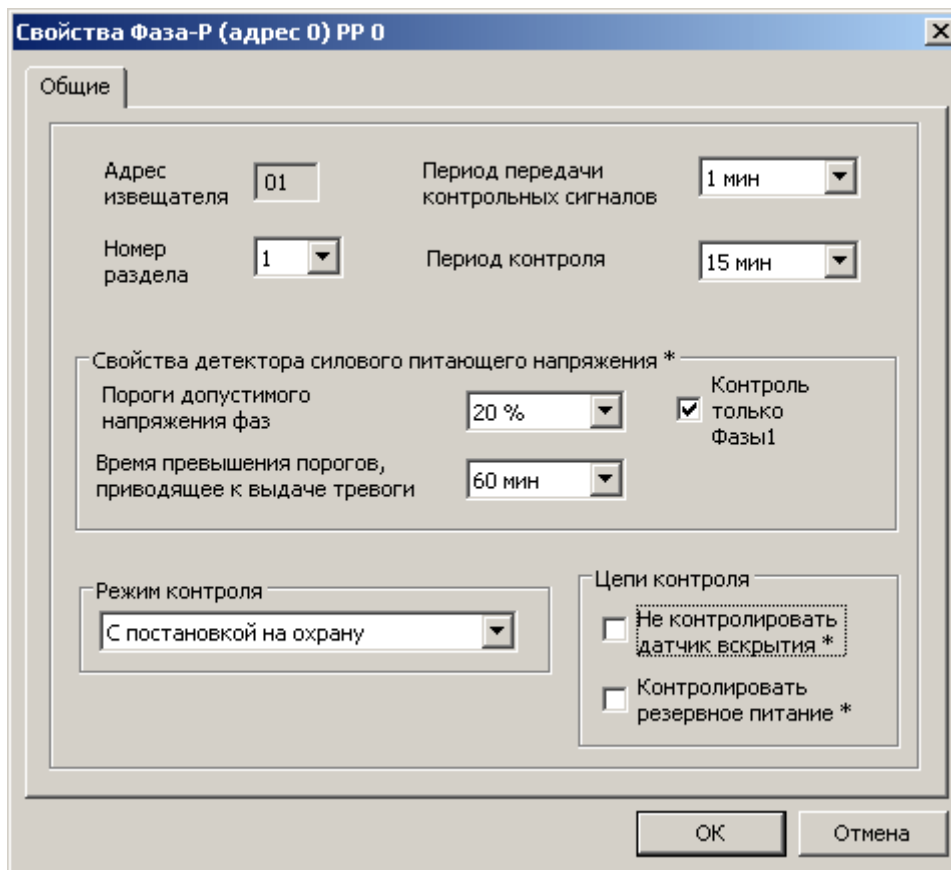 Свойства Фаза-Р (адрес 0) РР 0
Общие
Адрес
извещателя
01
Период передачи
контрольных сигналов
1 мин
Номер
раздела
1
Период контроля
15 мин
Свойства детектора силового питающего напряжения *
Пороги допустимого
напряжения фаз
20 %
Контроль
только
Фазы1
Время превышения порогов,
приводящее к выдаче тревоги
60 мин
Режим контроля
С постановкой на охрану
Цепи контроля
Не контролировать
датчик вскрытия *
Контролировать
резервное питание *
ОК
Отмена